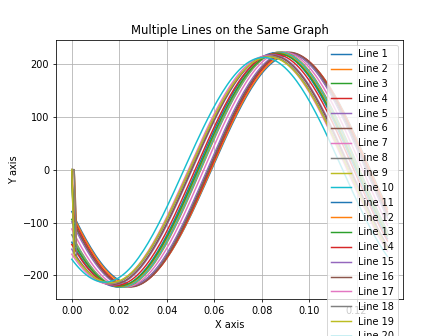 Multiple Lines on the Same Graph
Y axis
200
100
0
−100
−200
0.00
0.02
0.04
0.06
0.08
0.10
X axis
Line 1
Line 2
Line 3
Line 4
Line 5
Line 6
Line 7
Line 8
Line 9
Line 10
Line 11
Line 12
Line 13
Line 14
Line 15
Line 16
Line 17
Line 18
Line 19
Line 20